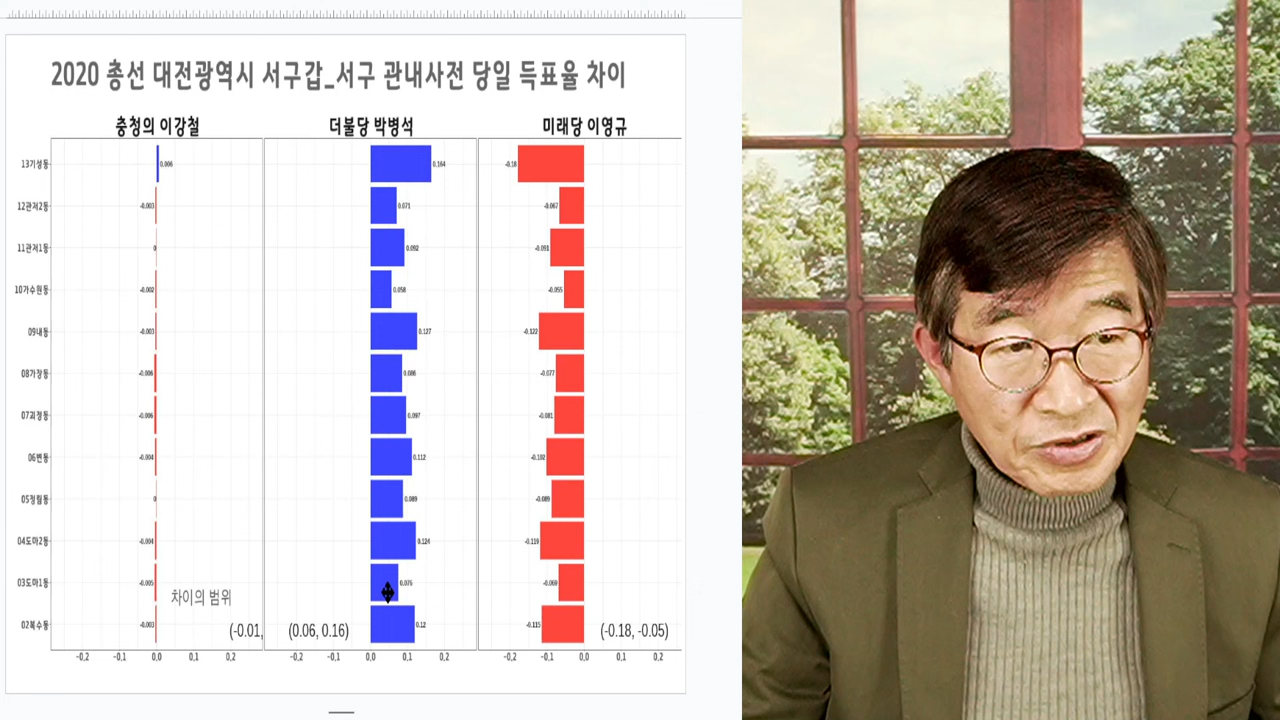 2020 총선 대전광역시 서구갑_서구 관내사전 당일 득표율 차이
충청의 이강철 더불당 박병석 미래당 이영규
13기성동 0.006 0.164 -0.18
12관저2동 -0.003 0.071 -0.067
11관저1동 0 0.092 -0.091
10가수원동 -0.002 0.058 -0.055
09내동 -0.003 0.127 -0.122
08가장동 -0.006 0.086 -0.077
07괴정동 -0.006 0.097 -0.081
06변동 -0.004 0.112 -0.102
05정림동 0 0.089 -0.089
04도마2동 -0.004 0.124 -0.119
03도마1동 -0.005 0.075 -0.069
차이의 범위
02복수동 -0.003 0.12 -0.115
(-0.01, (0.06, 0.16) (-0.18, -0.05)
-0.2 -0.1 0.0 0.1 0.2 -0.2 -0.1 0.0 0.1 0.2 -0.2 -0.1 0.0 0.1 0.2